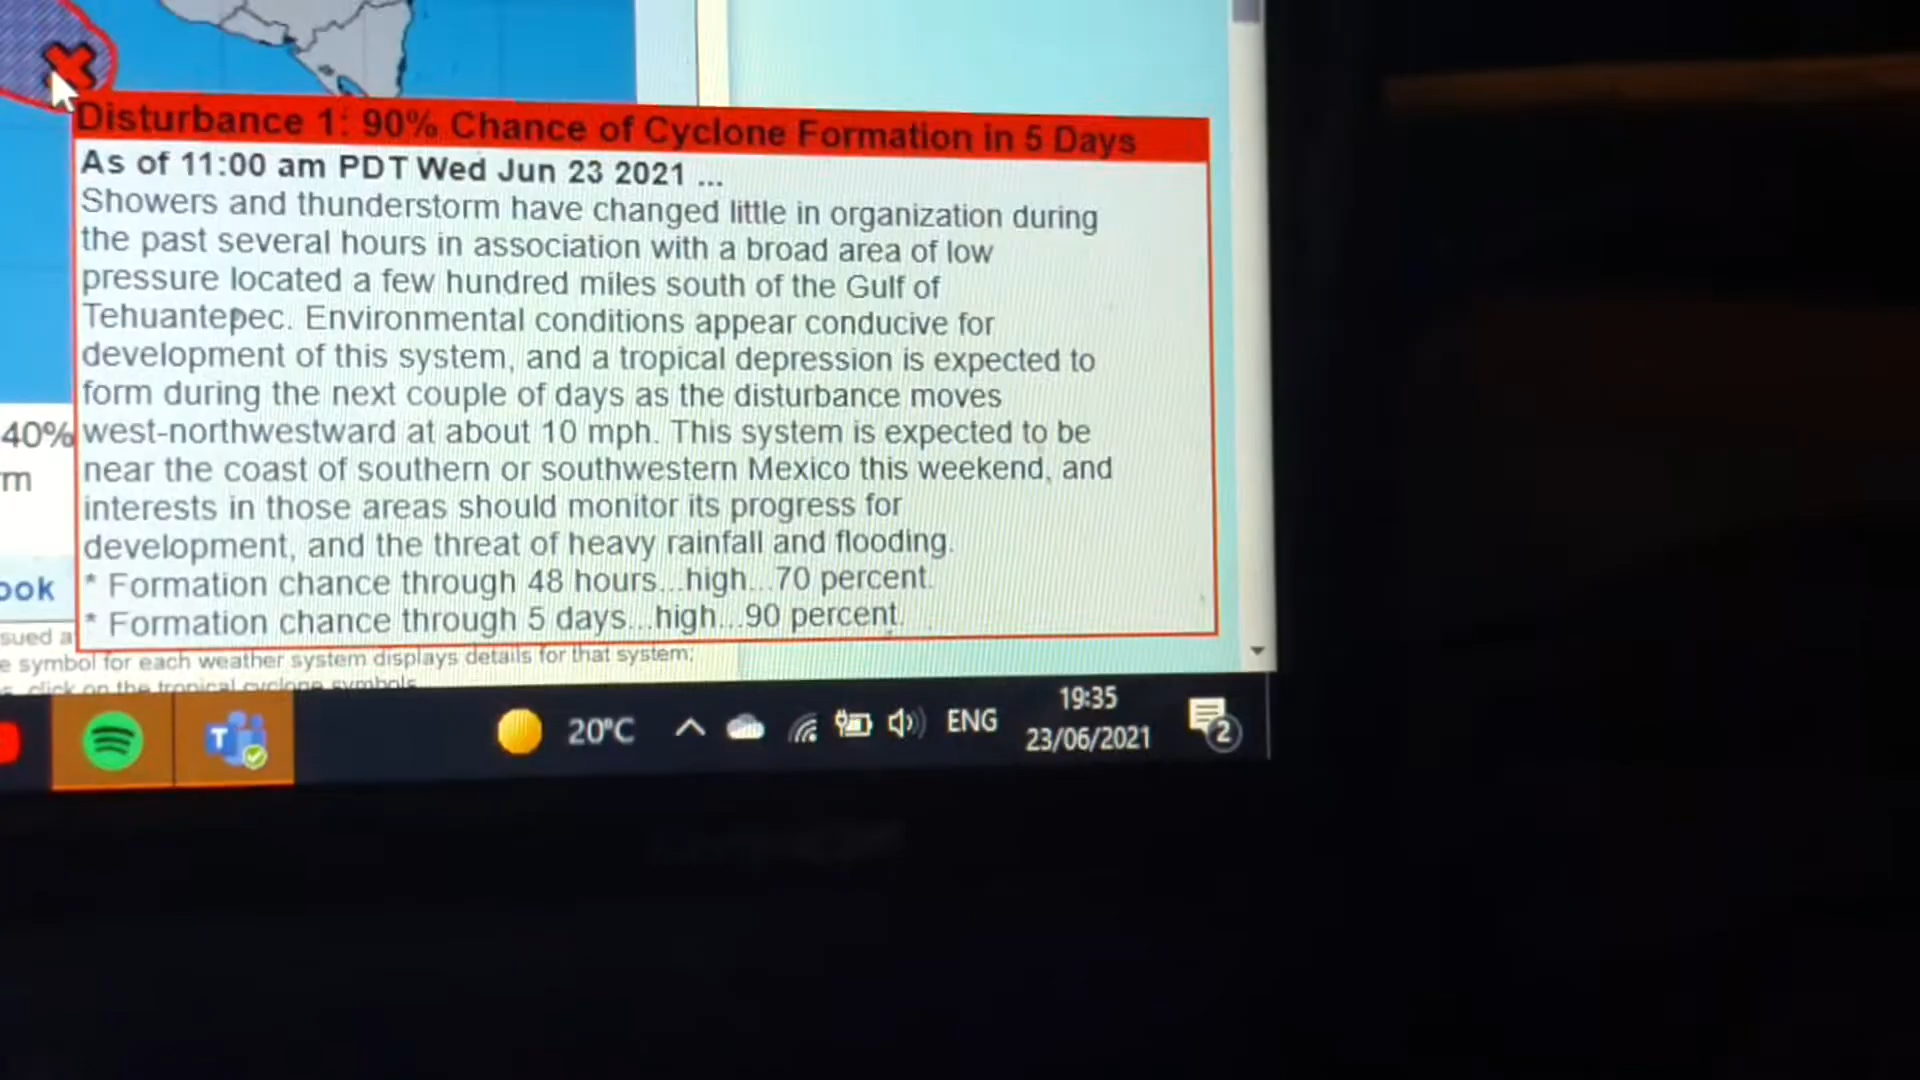 Disturbance 1: 90% Chance of Cyclone Formation in 5 Days
As of 11:00 am PDT Wed Jun 23 2021 ...
Showers and thunderstorm have changed little in organization during
the past several hours in association with a broad area of low
pressure located a few hundred miles south of the Gulf of
Tehuantepec. Environmental conditions appear conducive for
development of this system, and a tropical depression is expected to
form during the next couple of days as the disturbance moves
west-northwestward at about 10 mph. This system is expected to be
near the coast of southern or southwestern Mexico this weekend, and
interests in those areas should monitor its progress for
development, and the threat of heavy rainfall and flooding.
* Formation chance through 48 hours...high...70 percent.
* Formation chance through 5 days...high...90 percent.
40%
rm
ook
sued a
e symbol for each weather system displays details for that system;
s, click on the tropical cyclone symbols
T
20°C
ENG
19:35
23/06/2021
2